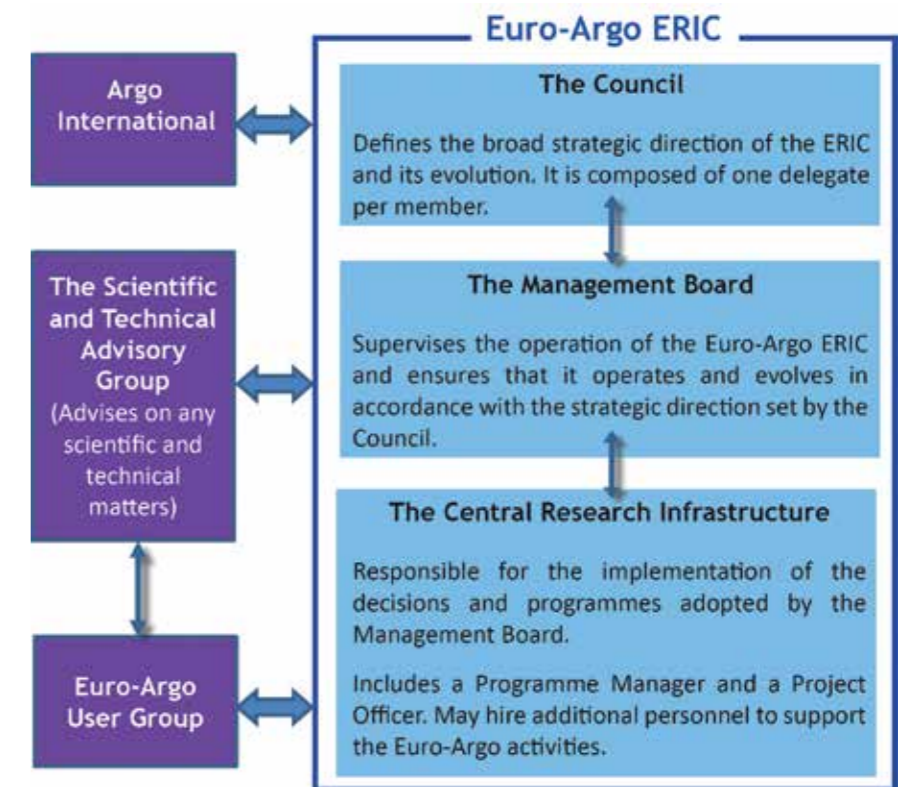 Euro-Argo ERIC
Argo
International
The Council
Defines the broad strategic direction of the ERIC
and its evolution. It is composed of one delegate
per member.
The Scientific
and Technical
Advisory
Group
(Advises on any
scientific and
technical
matters)
The Management Board
Supervises the operation of the Euro-Argo ERIC
and ensures that it operates and evolves in
accordance with the strategic direction set by the
Council.
Euro-Argo
User Group
The Central Research Infrastructure
Responsible for the implementation of the
decisions and programmes adopted by the
Management Board.
Includes a Programme Manager and a Project
Officer. May hire additional personnel to support
the Euro-Argo activities.